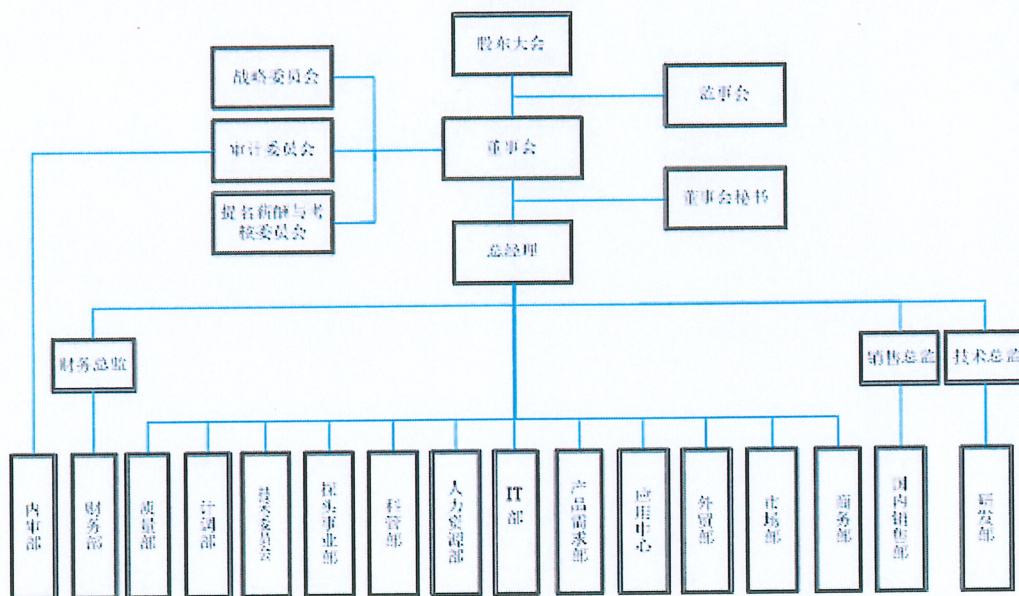 股东大会
战略委员会
监事会
审计委员会
董事会
提名薪酬与考
核委员会
董事会秘书
总经理
财务总监
销售总监
技术总监
内审部
财务部
质量部
计调部
技术委员会
探头事业部
科管部
人力资源部
IT
部
产品需求部
应用中心
外贸部
市场部
商务部
国内销售部
研发部